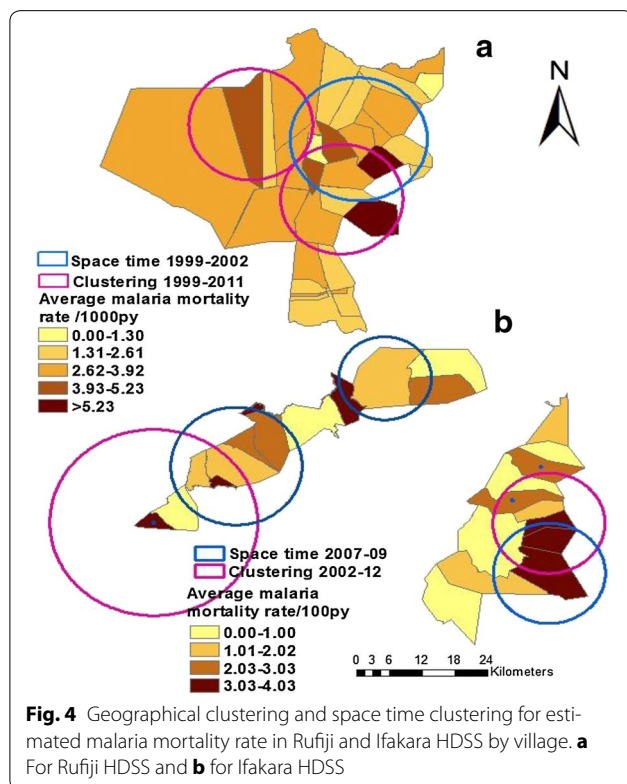 a
N
Space time 1999-2002
Clustering 1999-2011
Average malaria mortality
rate /1000py
0.00-1.30
1.31-2.61
2.62-3.92
3.93-5.23
>5.23
b
Space time 2007-09
Clustering 2002-12
Average malaria
mortality rate/100py
0.00-1.00
1.01-2.02
2.03-3.03
3.03-4.03
0 3 6 12 18 24
Kilometers
Fig. 4 Geographical clustering and space time clustering for esti-
mated malaria mortality rate in Rufiji and Ifakara HDSS by village. a
For Rufiji HDSS and b for Ifakara HDSS